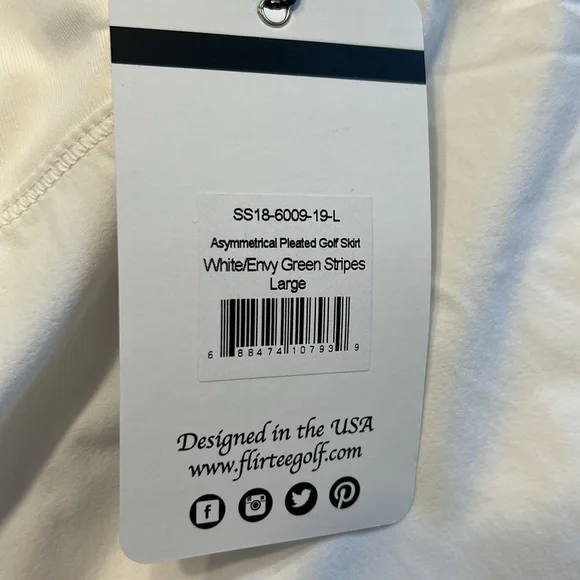 SS18-6009-19-L
Asymmetrical Pleated Golf Skirt
White/Envy Green Stripes
Large
6 88474 10793 9
Designed in the USA
www.flirteegolf.com